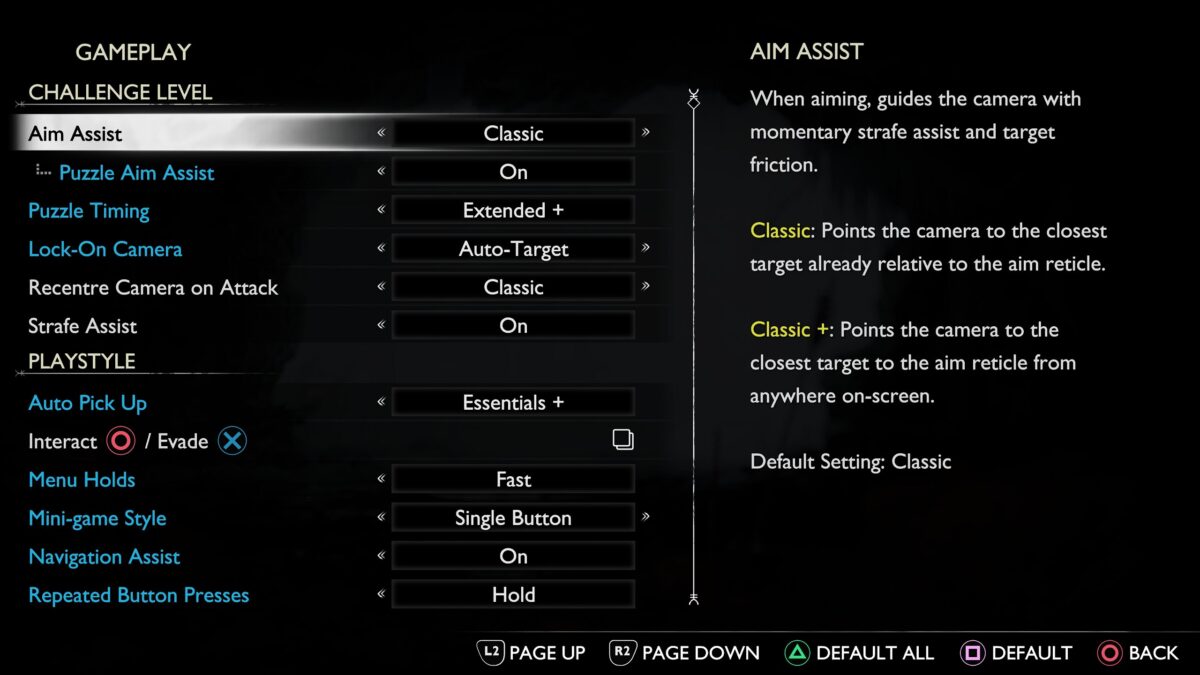 GAMEPLAY
CHALLENGE LEVEL
Aim Assist « Classic »
Puzzle Aim Assist « On
Puzzle Timing « Extended +
Lock-On Camera « Auto-Target »
Recentre Camera on Attack « Classic »
Strafe Assist « On
PLAYSTYLE
Auto Pick Up « Essentials +
Interact / Evade
Menu Holds « Fast
Mini-game Style « Single Button »
Navigation Assist « On
Repeated Button Presses « Hold
AIM ASSIST
When aiming, guides the camera with
momentary strafe assist and target
friction.
Classic: Points the camera to the closest
target already relative to the aim reticle.
Classic +: Points the camera to the
closest target to the aim reticle from
anywhere on-screen.
Default Setting: Classic
L2 PAGE UP R2 PAGE DOWN DEFAULT ALL DEFAULT BACK